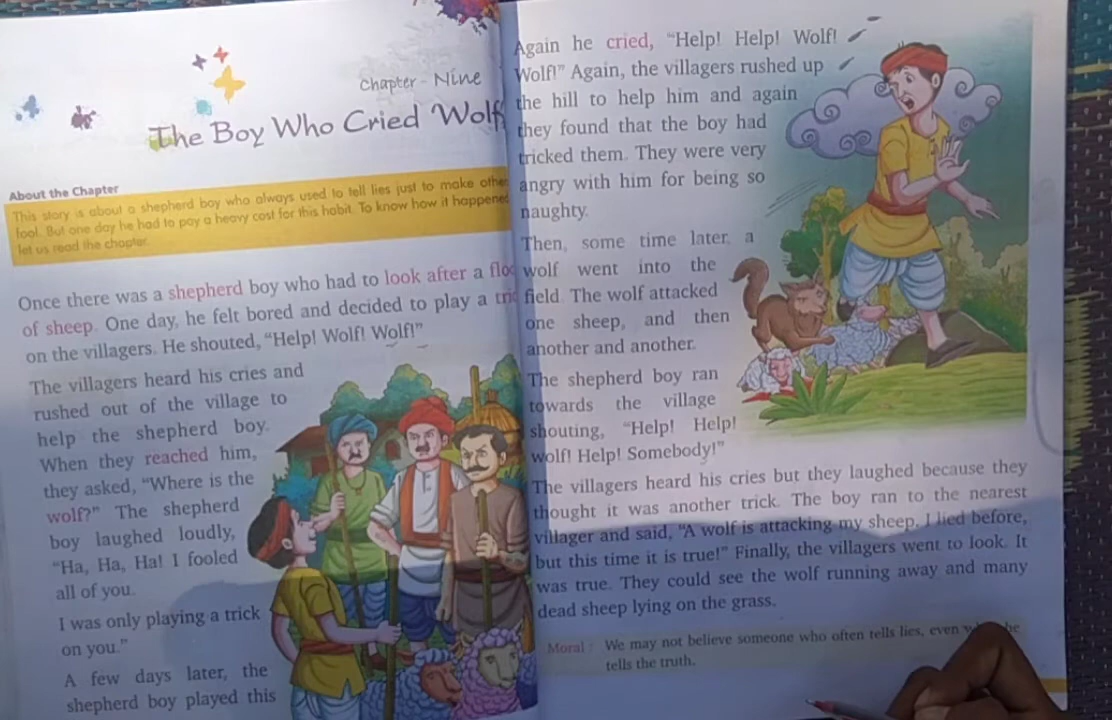 Chapter - Nine
The Boy Who Cried Wolf
About the Chapter
This story is about a shepherd boy who always used to tell lies just to make
fool. But one day he had to pay a heavy cost for this habit. To know how it
let us read the chapter.
Once there was a shepherd boy who had to look after a
of sheep. One day, he felt bored and decided to play a
on the villagers. He shouted, “Help! Wolf! Wolf!”
The villagers heard his cries and
rushed out of the village to
help the shepherd boy.
When they reached him,
they asked, “Where is the
wolf?” The shepherd
boy laughed loudly,
“Ha, Ha, Ha! I fooled
all of you.
I was only playing a trick
on you.”
A few days later, the
shepherd boy played this
Again he cried, “Help! Help! Wolf!
Wolf!” Again, the villagers rushed up
the hill to help him and again
they found that the boy had
tricked them. They were very
angry with him for being so
naughty.
Then, some time later, a
wolf went into the
field. The wolf attacked
one sheep, and then
another and another.
The shepherd boy ran
towards the village
shouting, “Help! Help!
wolf! Help! Somebody!”
The villagers heard his cries but they laughed because they
thought it was another trick. The boy ran to the nearest
villager and said, “A wolf is attacking my sheep. I lied before,
but this time it is true!” Finally, the villagers went to look. It
was true. They could see the wolf running away and many
dead sheep lying on the grass.
Moral : We may not believe someone who often tells lies, even he
tells the truth.